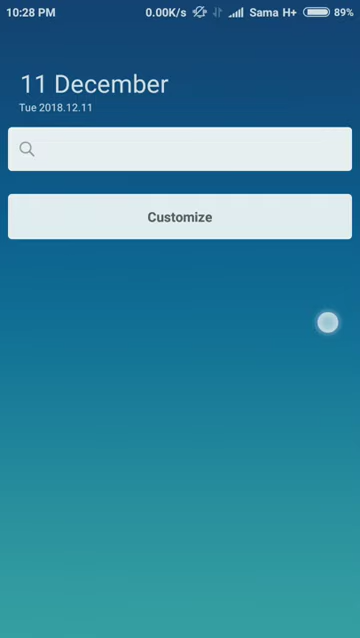 10:28 PM 0.00K/s Sama H+ 89%
11 December
Tue 2018.12.11
Customize